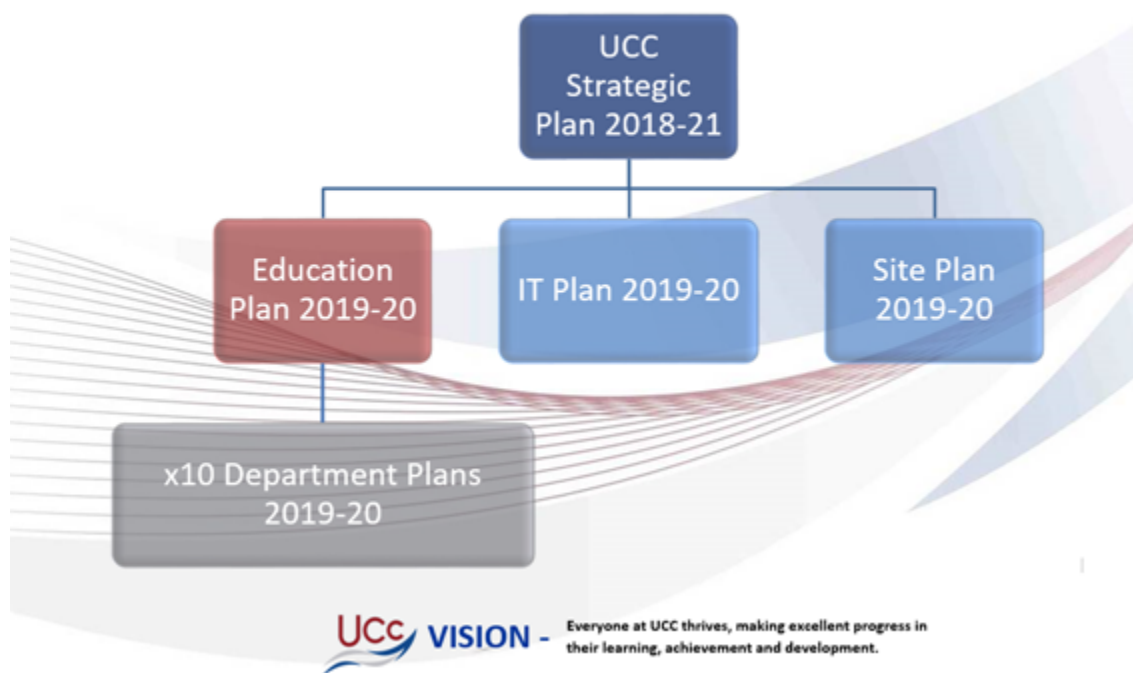 UCC
Strategic
Plan 2018-21
Education
Plan 2019-20
IT Plan 2019-20
Site Plan
2019-20
x10 Department Plans
2019-20
UCC VISION - Everyone at UCC thrives, making excellent progress in
their learning, achievement and development.